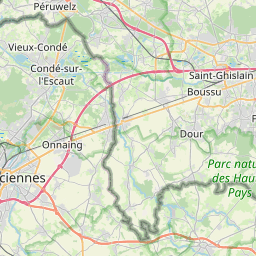 Péruwelz
Vieux-Condé
Condé-sur-
l'Escaut
Saint-Ghislain
Boussu
Dour
Onnaing
ciennes
Parc natu
des Hau
Pays